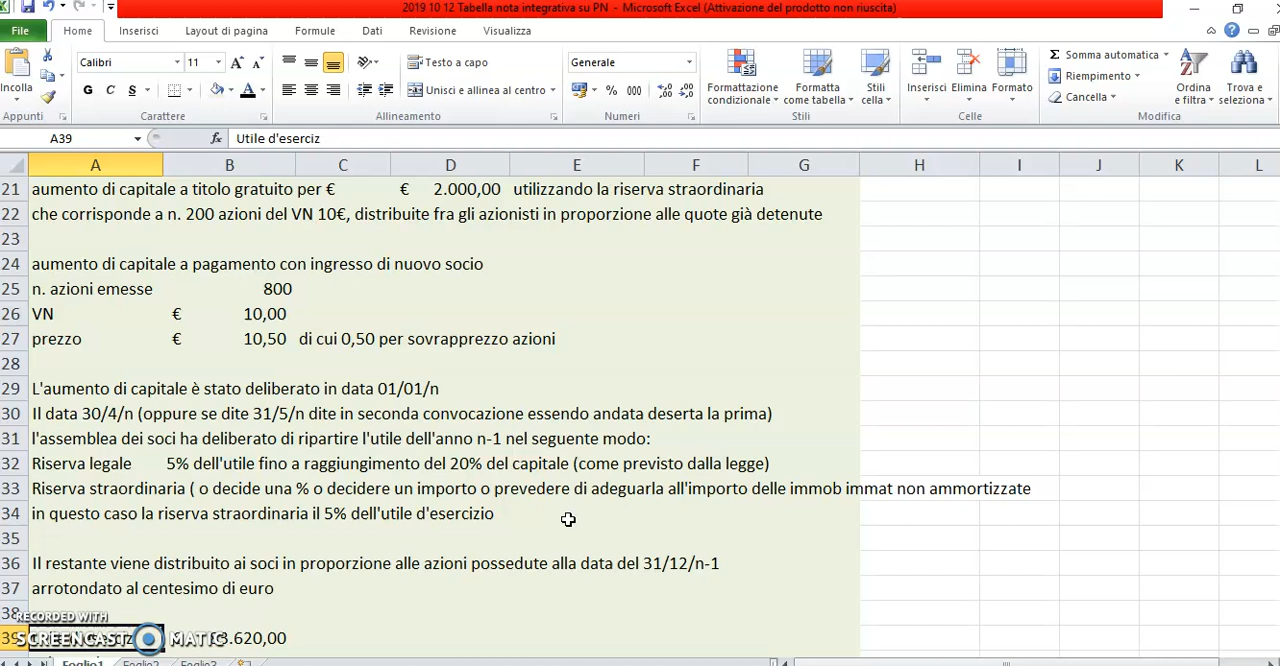 2019 10 12 Tabella nota integrativa su PN - Microsoft Excel (Attivazione del prodotto non riuscita)
File Home Inserisci Layout di pagina Formule Dati Revisione Visualizza
Calibri 11 Testo a capo Generale Somma automatica
Incolla G C S Unisci e allinea al centro % 000 Formattazione condizionale Formatta come tabella Stili cella Inserisci Elimina Formato Riempimento Cancella Ordina e filtra Trova e seleziona
Appunti Carattere Allineamento Numeri Stili Celle Modifica
A39 fx Utile d'eserciz
A B C D E F G H I J K L
21 aumento di capitale a titolo gratuito per € € 2.000,00 utilizzando la riserva straordinaria
22 che corrisponde a n. 200 azioni del VN 10€, distribuite fra gli azionisti in proporzione alle quote già detenute
23
24 aumento di capitale a pagamento con ingresso di nuovo socio
25 n. azioni emesse 800
26 VN € 10,00
27 prezzo € 10,50 di cui 0,50 per sovrapprezzo azioni
28
29 L'aumento di capitale è stato deliberato in data 01/01/n
30 Il data 30/4/n (oppure se dite 31/5/n dite in seconda convocazione essendo andata deserta la prima)
31 l'assemblea dei soci ha deliberato di ripartire l'utile dell'anno n-1 nel seguente modo:
32 Riserva legale 5% dell'utile fino a raggiungimento del 20% del capitale (come previsto dalla legge)
33 Riserva straordinaria ( o decide una % o decidere un importo o prevedere di adeguarla all'importo delle immob immat non ammortizzate
34 in questo caso la riserva straordinaria il 5% dell'utile d'esercizio
35
36 Il restante viene distribuito ai soci in proporzione alle azioni possedute alla data del 31/12/n-1
37 arrotondato al centesimo di euro
38
RECORDED WITH
39 3.620,00
SCREENCAST MATIC
Foglio1 Foglio2 Foglio3